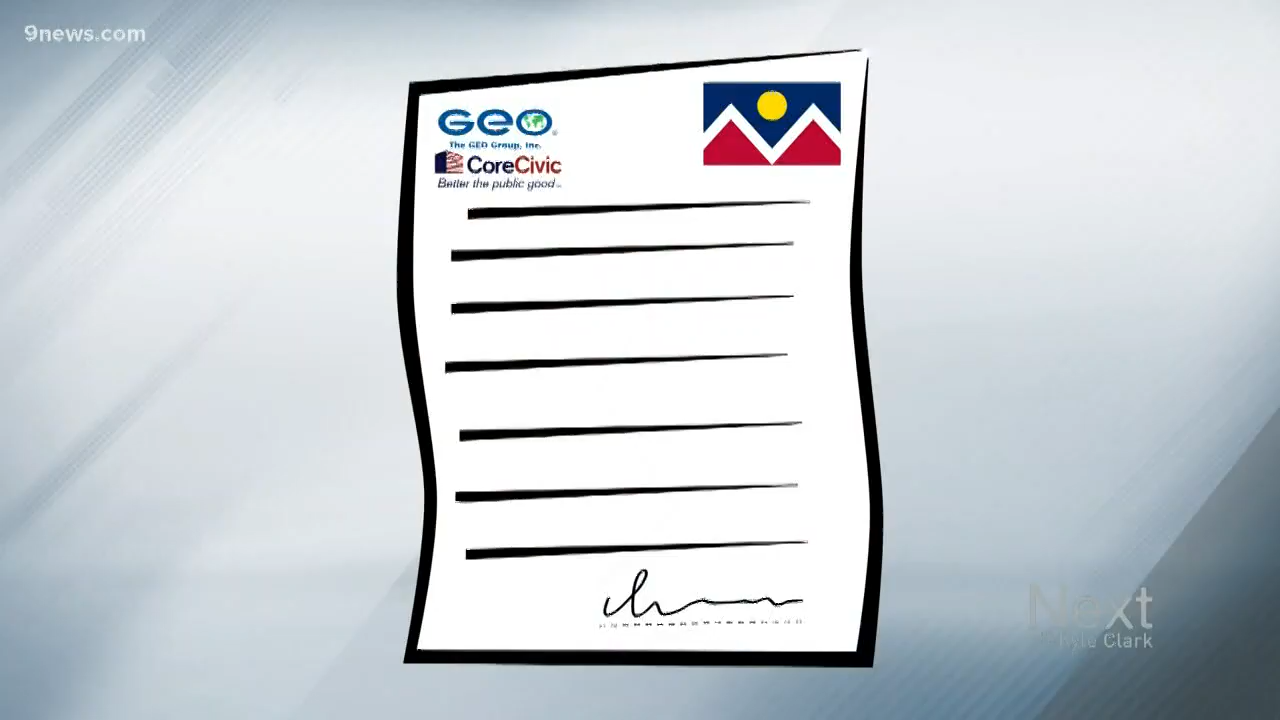 9news.com
GEO
The GEO Group, Inc.
CoreCivic
Better the public good
Next
Kyle Clark